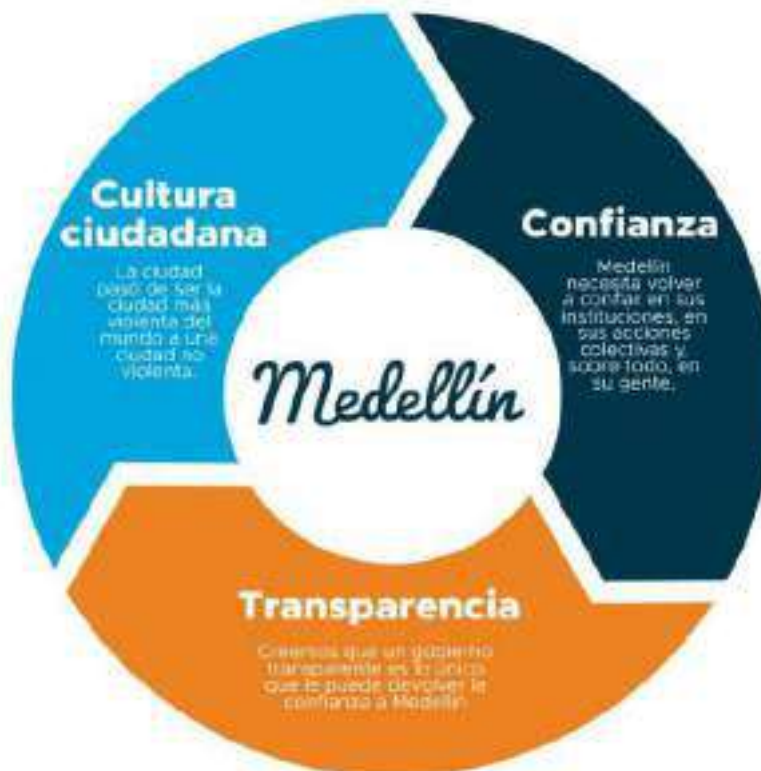 Cultura
ciudadana
La ciudad
pasó de ser la
ciudad más
violenta del
mundo a una
ciudad no
violenta.
Confianza
Medellín
necesita volver
a confiar en sus
instituciones, en
sus acciones
colectivas y,
sobre todo, en
su gente.
Medellín
Transparencia
Creemos que un gobierno
transparente es lo único
que le puede devolver la
confianza a Medellín